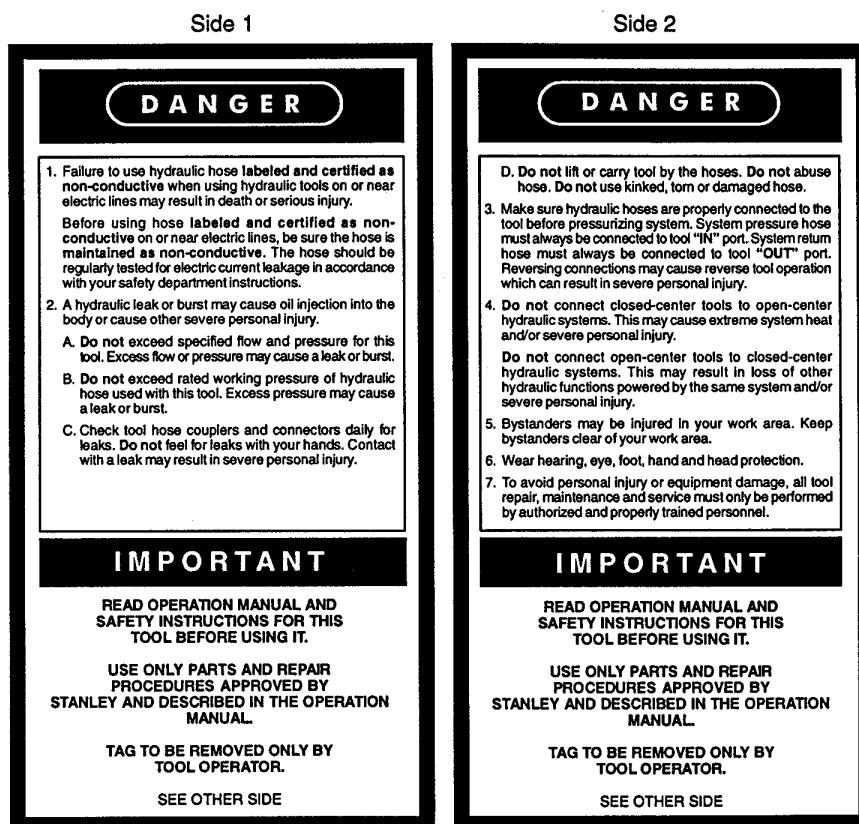 Side 1
DANGER
1. Failure to use hydraulic hose labeled and certified as
non-conductive when using hydraulic tools on or near
electric lines may result in death or serious injury.
Before using hose labeled and certified as non-
conductive on or near electric lines, be sure the hose is
maintained as non-conductive. The hose should be
regularly tested for electric current leakage in accordance
with your safety department instructions.
2. A hydraulic leak or burst may cause oil injection into the
body or cause other severe personal injury.
A. Do not exceed specified flow and pressure for this
tool. Excess flow or pressure may cause a leak or burst.
B. Do not exceed rated working pressure of hydraulic
hose used with this tool. Excess pressure may cause
a leak or burst.
C. Check tool hose couplers and connectors daily for
leaks. Do not feel for leaks with your hands. Contact
with a leak may result in severe personal injury.
IMPORTANT
READ OPERATION MANUAL AND
SAFETY INSTRUCTIONS FOR THIS
TOOL BEFORE USING IT.
USE ONLY PARTS AND REPAIR
PROCEDURES APPROVED BY
STANLEY AND DESCRIBED IN THE OPERATION
MANUAL.
TAG TO BE REMOVED ONLY BY
TOOL OPERATOR.
SEE OTHER SIDE
Side 2
DANGER
D. Do not lift or carry tool by the hoses. Do not abuse
hose. Do not use kinked, torn or damaged hose.
3. Make sure hydraulic hoses are properly connected to the
tool before pressurizing system. System pressure hose
must always be connected to tool "IN" port. System return
hose must always be connected to tool "OUT" port.
Reversing connections may cause reverse tool operation
which can result in severe personal injury.
4. Do not connect closed-center tools to open-center
hydraulic systems. This may cause extreme system heat
and/or severe personal injury.
Do not connect open-center tools to closed-center
hydraulic systems. This may result in loss of other
hydraulic functions powered by the same system and/or
severe personal injury.
5. Bystanders may be injured in your work area. Keep
bystanders clear of your work area.
6. Wear hearing, eye, foot, hand and head protection.
7. To avoid personal injury or equipment damage, all tool
repair, maintenance and service must only be performed
by authorized and properly trained personnel.
IMPORTANT
READ OPERATION MANUAL AND
SAFETY INSTRUCTIONS FOR THIS
TOOL BEFORE USING IT.
USE ONLY PARTS AND REPAIR
PROCEDURES APPROVED BY
STANLEY AND DESCRIBED IN THE OPERATION
MANUAL.
TAG TO BE REMOVED ONLY BY
TOOL OPERATOR.
SEE OTHER SIDE